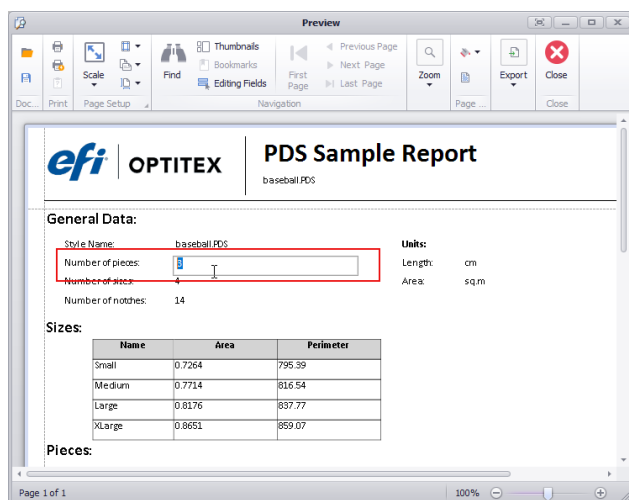 Preview
Scale
Find
Thumbnails
Bookmarks
Editing Fields
First Page
Previous Page
Next Page
Last Page
Zoom
Export
Close
Doc...
Print
Page Setup
Navigation
Page ...
Close
efi OPTITEX
PDS Sample Report
baseball.PDS
General Data:
Style Name: baseball.PDS Units:
Number of pieces: 3 Length: cm
Number of sizes: 4 Area: sq.m
Number of notches: 14
Sizes:
Name Area Perimeter
Small 0.7264 795.39
Medium 0.7714 816.54
Large 0.8176 837.77
XLarge 0.8651 859.07
Pieces:
Page 1 of 1 100%